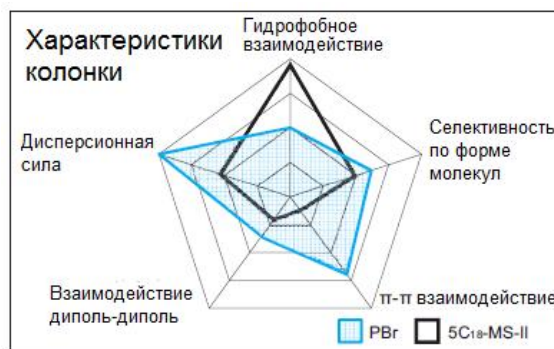 Характеристики
колонки
Гидрофобное
взаимодействие
Дисперсионная
сила
Селективность
по форме
молекул
Взаимодействие
диполь-диполь
π-π взаимодействие
PBr
5C₁₈-MS-II